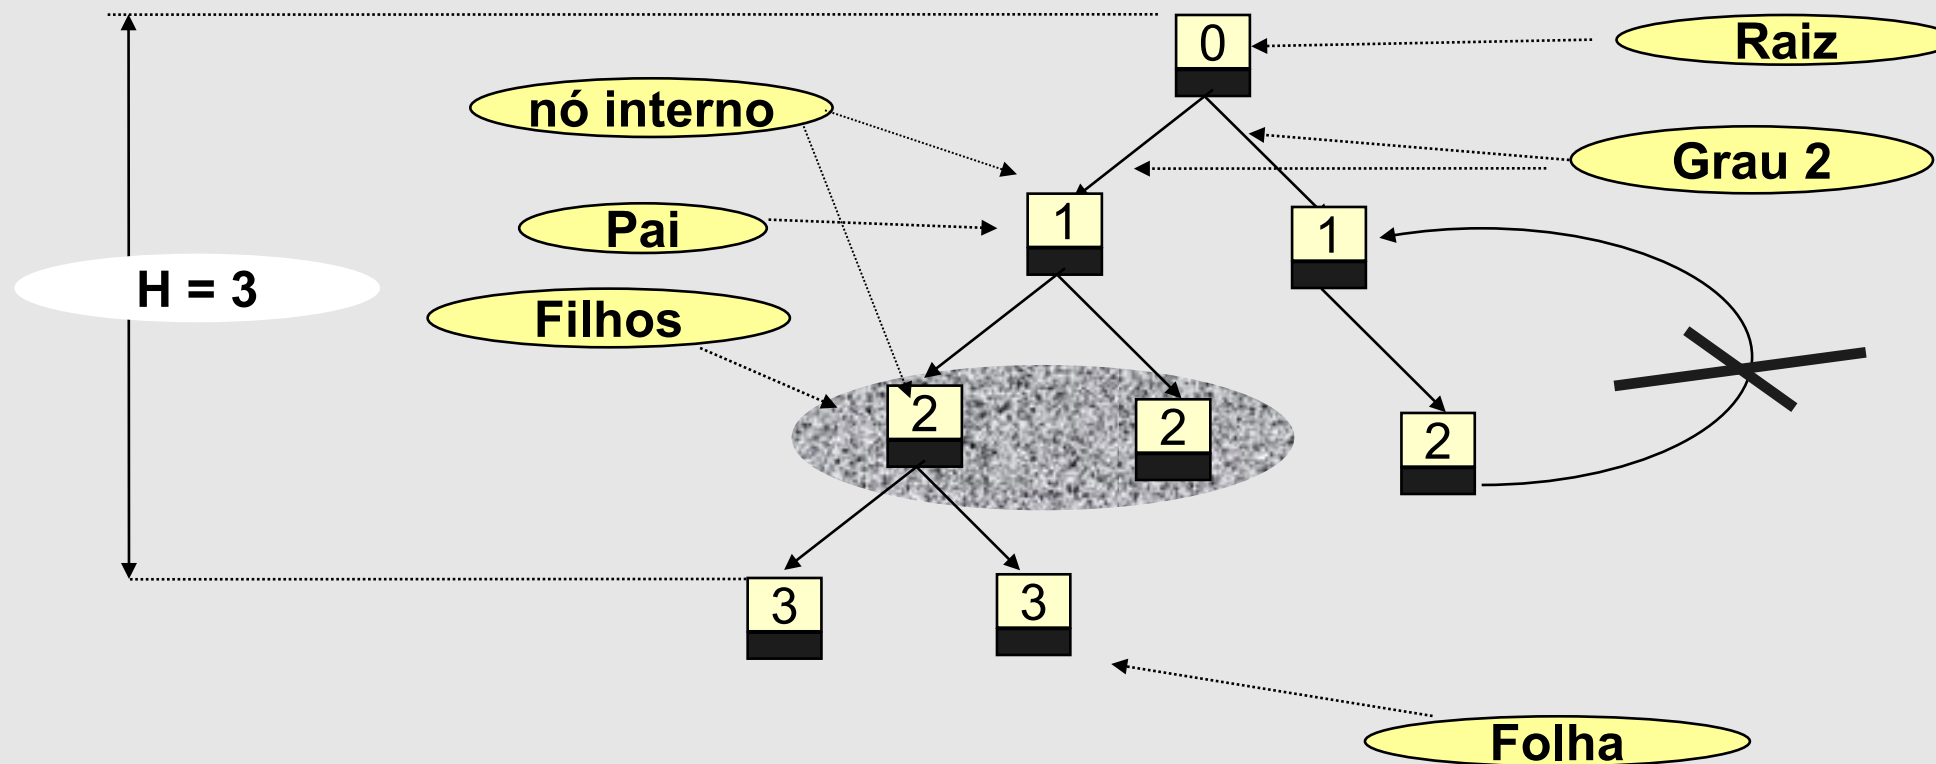 0
Raiz
nó interno
Grau 2
1
Pai
1
H = 3
Filhos
2
2
2
3
3
Folha